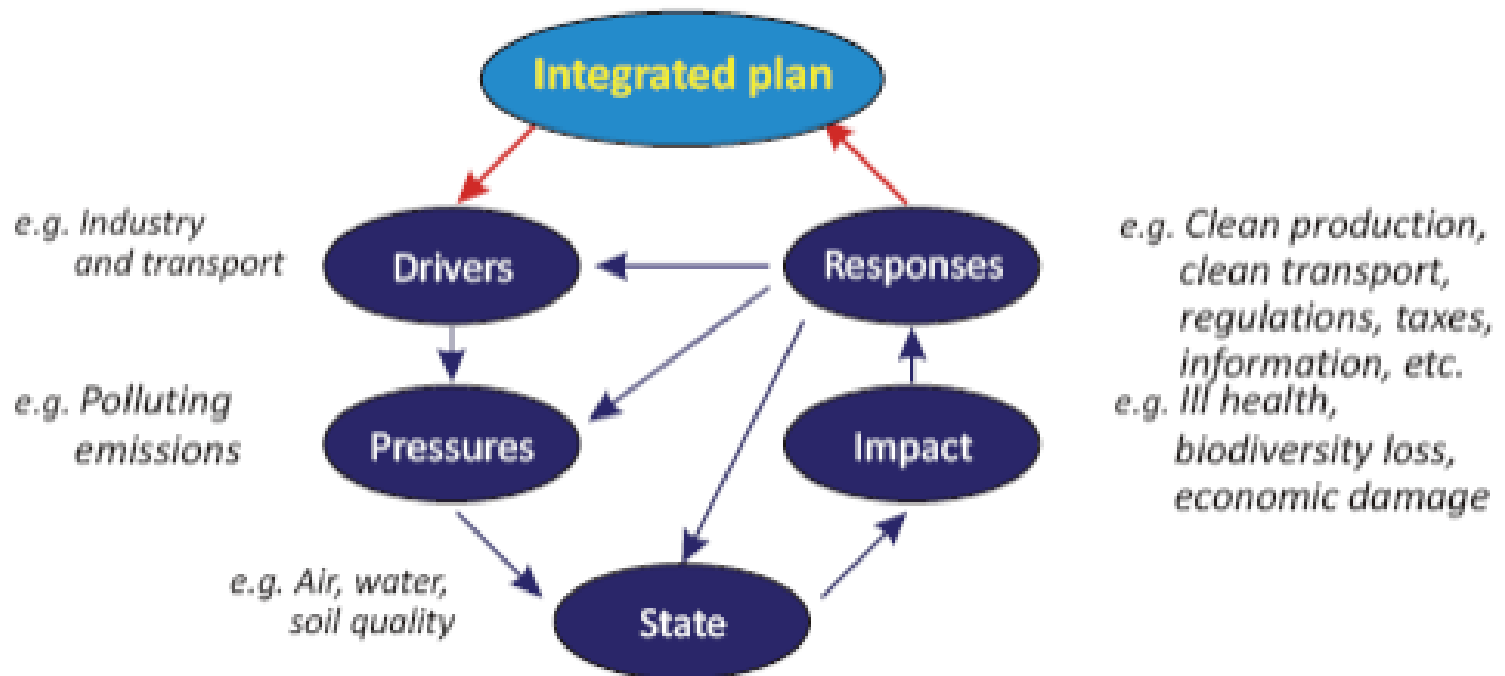 Integrated plan
e.g. Industry
and transport
Drivers
Responses
e.g. Clean production,
clean transport,
regulations, taxes,
information, etc.
e.g. Polluting
emissions
Pressures
Impact
e.g. Ill health,
biodiversity loss,
economic damage
e.g. Air, water,
soil quality
State